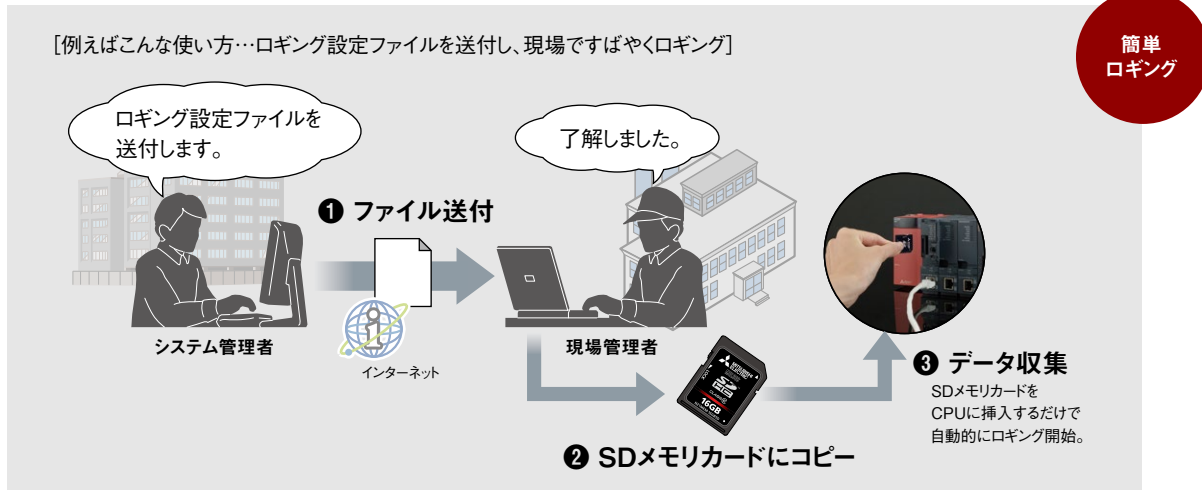 [例えばこんな使い方…ロギング設定ファイルを送付し、現場ですばやくロギング]
簡単
ロギング
ロギング設定ファイルを
送付します。
了解しました。
❶ ファイル送付
システム管理者
インターネット
現場管理者
MITSUBISHI
ELECTRIC
SD
HC
16GB
❷ SDメモリカードにコピー
❸ データ収集
SDメモリカードを
CPUに挿入するだけで
自動的にロギング開始。